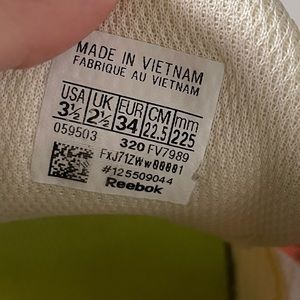 MADE IN VIETNAM
FABRIQUE AU VIETNAM
USA UK EUR CM mm
3½ 2½ 34 22.5 225
059503 320 FV7989
FxJ71ZWw00001
#125509044
Reebok